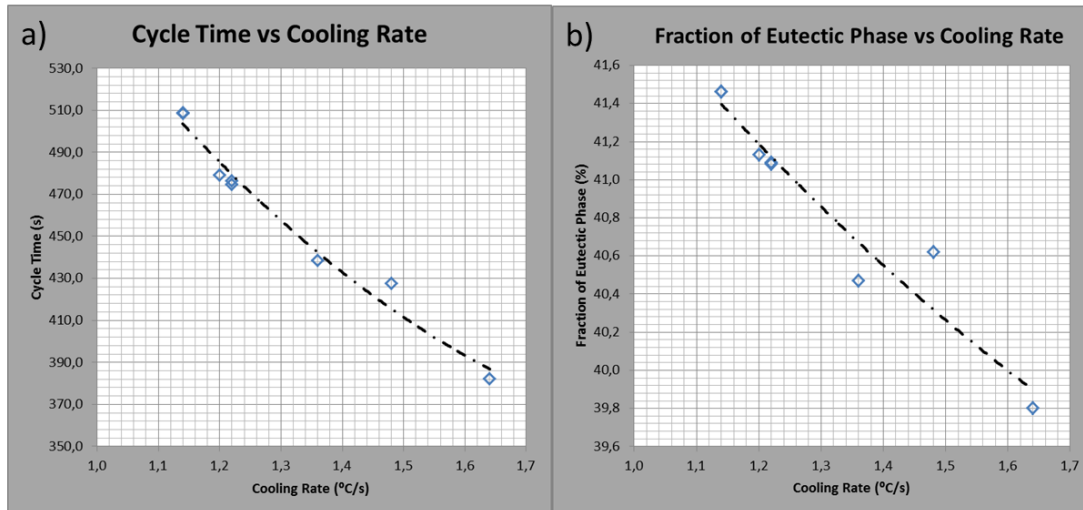 a)
Cycle Time vs Cooling Rate
Cycle Time (s)
530,0
510,0
490,0
470,0
450,0
430,0
410,0
390,0
370,0
350,0
1,0 1,1 1,2 1,3 1,4 1,5 1,6 1,7
Cooling Rate (ºC/s)
b)
Fraction of Eutectic Phase vs Cooling Rate
Fraction of Eutectic Phase (%)
41,6
41,4
41,2
41,0
40,8
40,6
40,4
40,2
40,0
39,8
39,6
1,0 1,1 1,2 1,3 1,4 1,5 1,6 1,7
Cooling Rate (ºC/s)